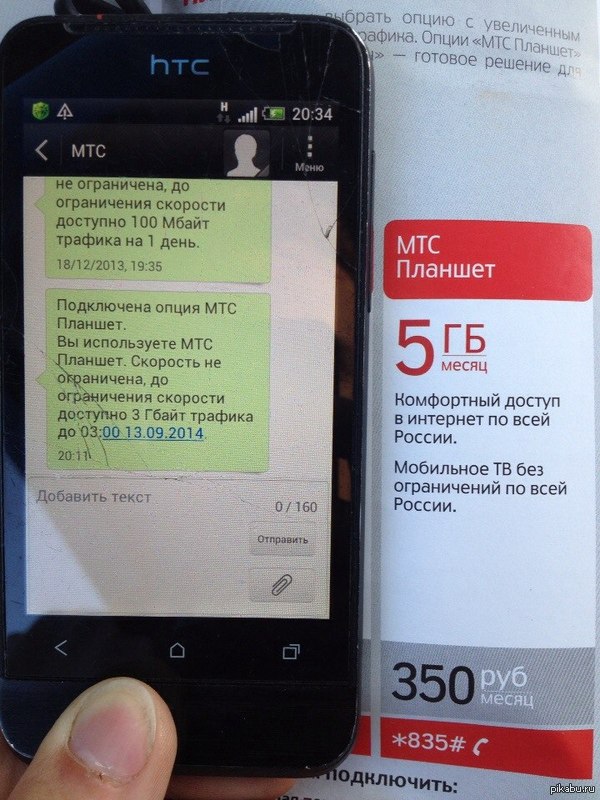 выбрать опцию с увеличенным
трафика. Опции «МТС Планшет»
— готовое решение для
hTC
H
20:34
МТС
Меню
не ограничена, до
ограничения скорости
доступно 100 Мбайт
трафика на 1 день.
18/12/2013, 19:35
Подключена опция МТС
Планшет.
Вы используете МТС
Планшет. Скорость не
ограничена, до
ограничения скорости
доступно 3 Гбайт трафика
до 03:00 13.09.2014
20:11
Добавить текст
0 / 160
Отправить
МТС
Планшет
5 ГБ
месяц
Комфортный доступ
в интернет по всей
России.
Мобильное ТВ без
ограничений по всей
России.
350 руб
месяц
*835#
подключить:
pikabu.ru